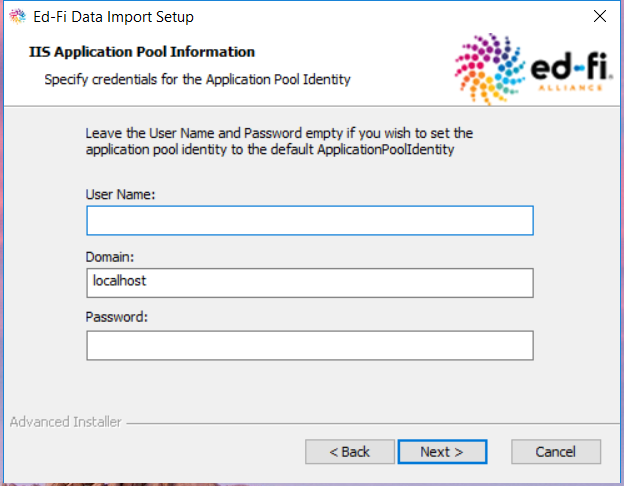 Ed-Fi Data Import Setup
IIS Application Pool Information
Specify credentials for the Application Pool Identity
ed-fi.
ALLIANCE
Leave the User Name and Password empty if you wish to set the
application pool identity to the default ApplicationPoolIdentity
User Name:
Domain:
localhost
Password:
Advanced Installer
< Back
Next >
Cancel